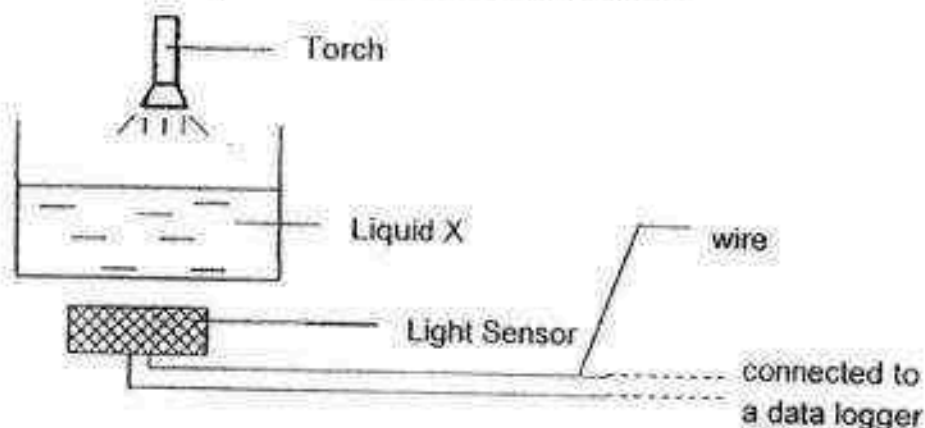 Torch
Liquid X
wire
Light Sensor
connected to
a data logger